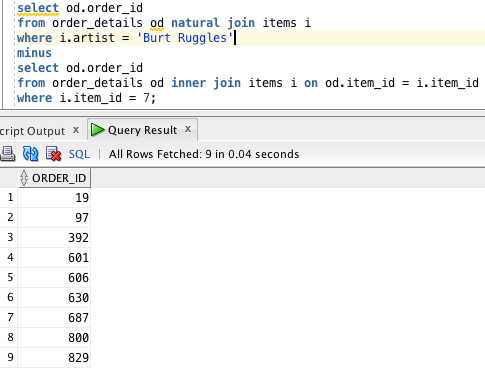 select od.order_id
from order_details od natural join items i
where i.artist = 'Burt Ruggles'
minus
select od.order_id
from order_details od inner join items i on od.item_id = i.item_id
where i.item_id = 7;
cript Output x Query Result x
SQL | All Rows Fetched: 9 in 0.04 seconds
ORDER_ID
1 19
2 97
3 392
4 601
5 606
6 630
7 687
8 800
9 829